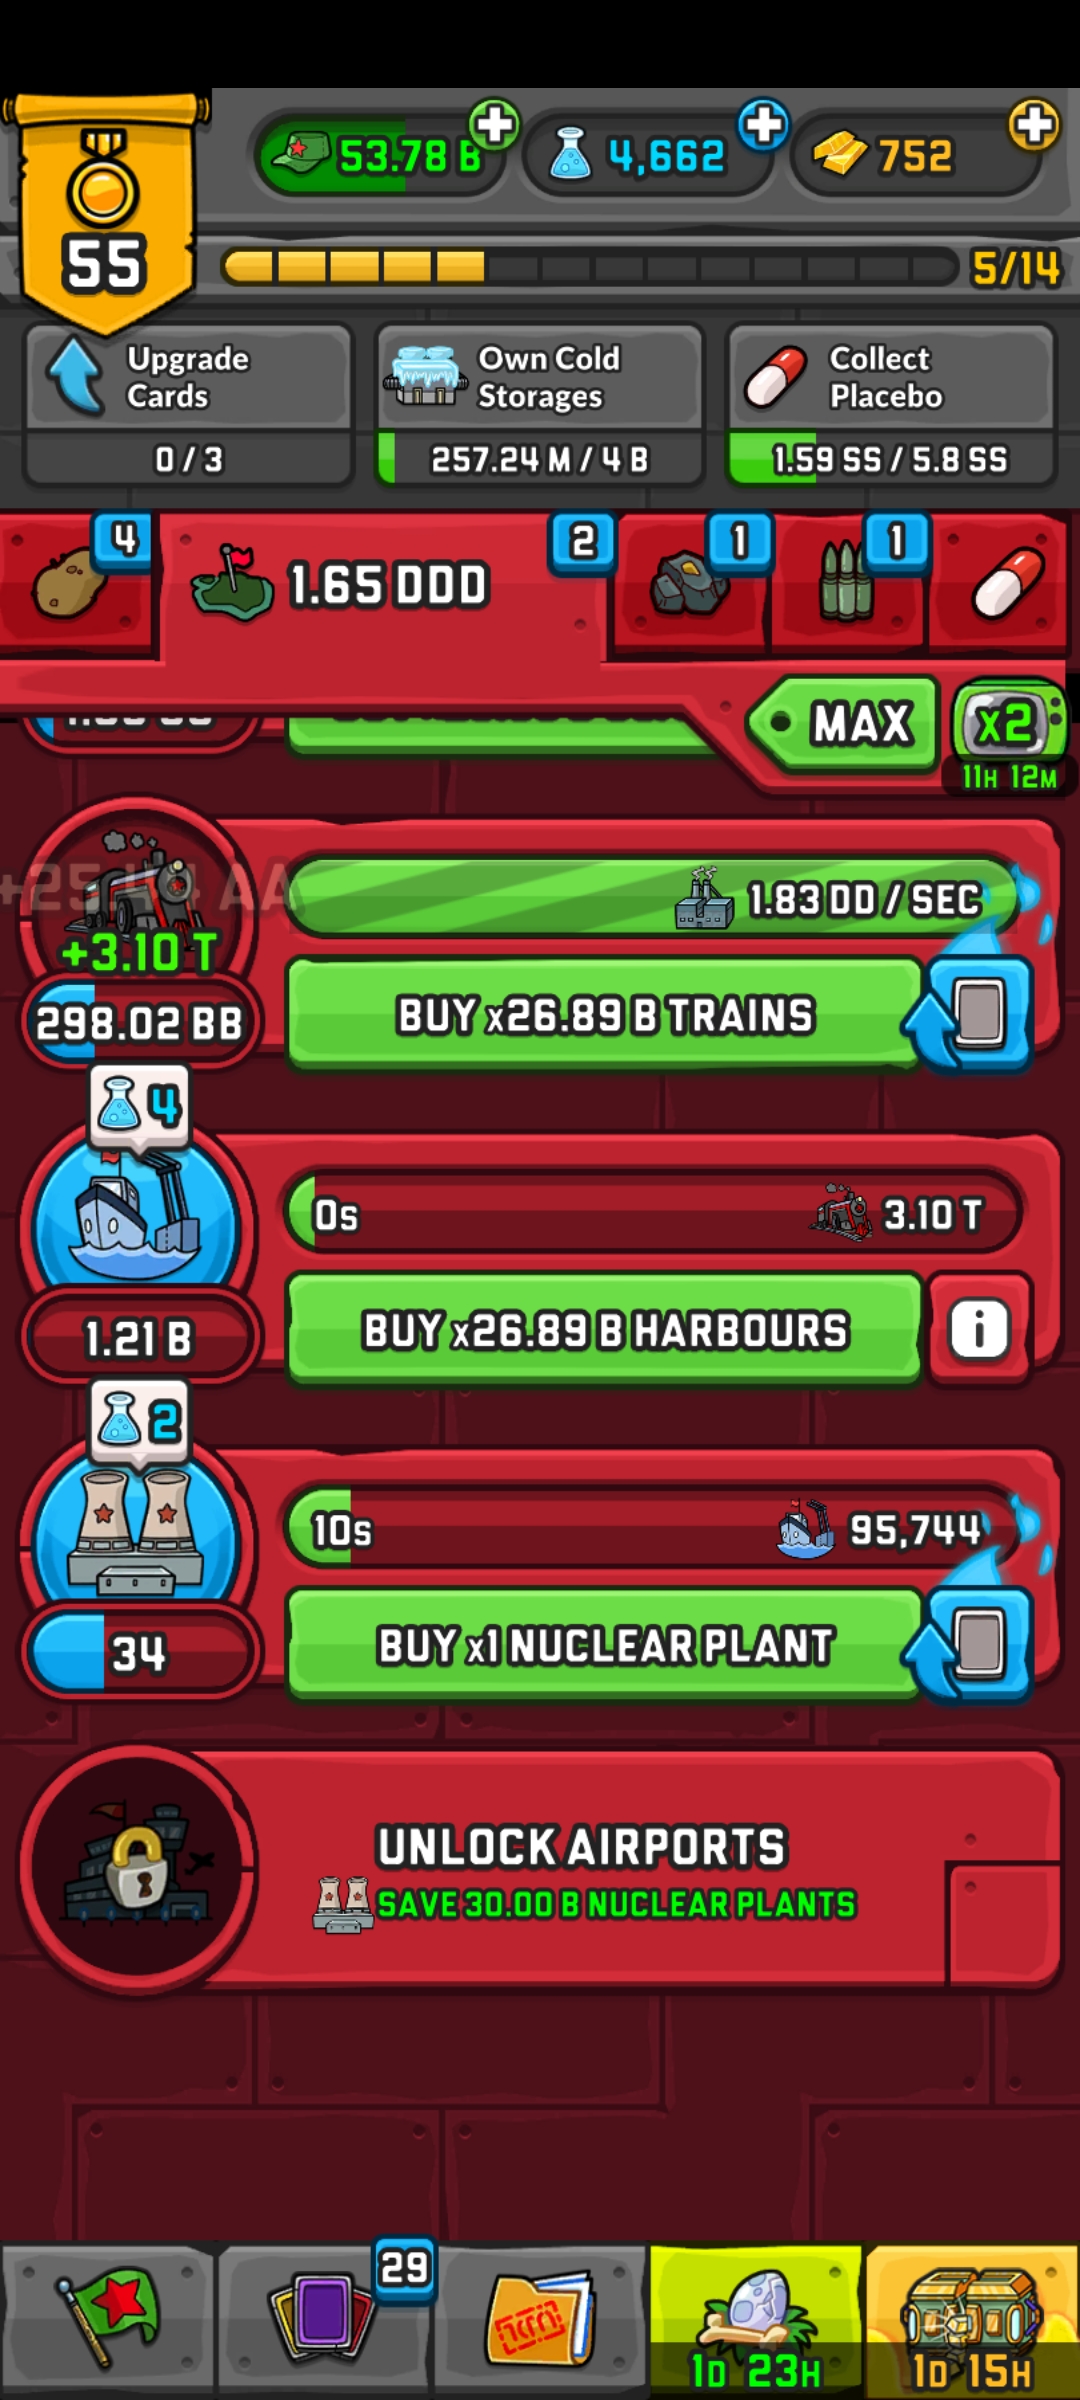 55
53.78 B
4,662
752
5/14
Upgrade
Cards
0 / 3
Own Cold
Storages
257.24 M / 4 B
Collect
Placebo
1.59 SS / 5.8 SS
4
1.65 DDD
2
1
1
MAX
X2
11H 12M
1.83 DD / SEC
+3.10 T
298.02 BB
BUY x26.89 B TRAINS
4
0s
3.10 T
1.21 B
BUY x26.89 B HARBOURS
i
2
10s
95,744
34
BUY x1 NUCLEAR PLANT
UNLOCK AIRPORTS
SAVE 30.00 B NUCLEAR PLANTS
29
1D 23H
1D 15H